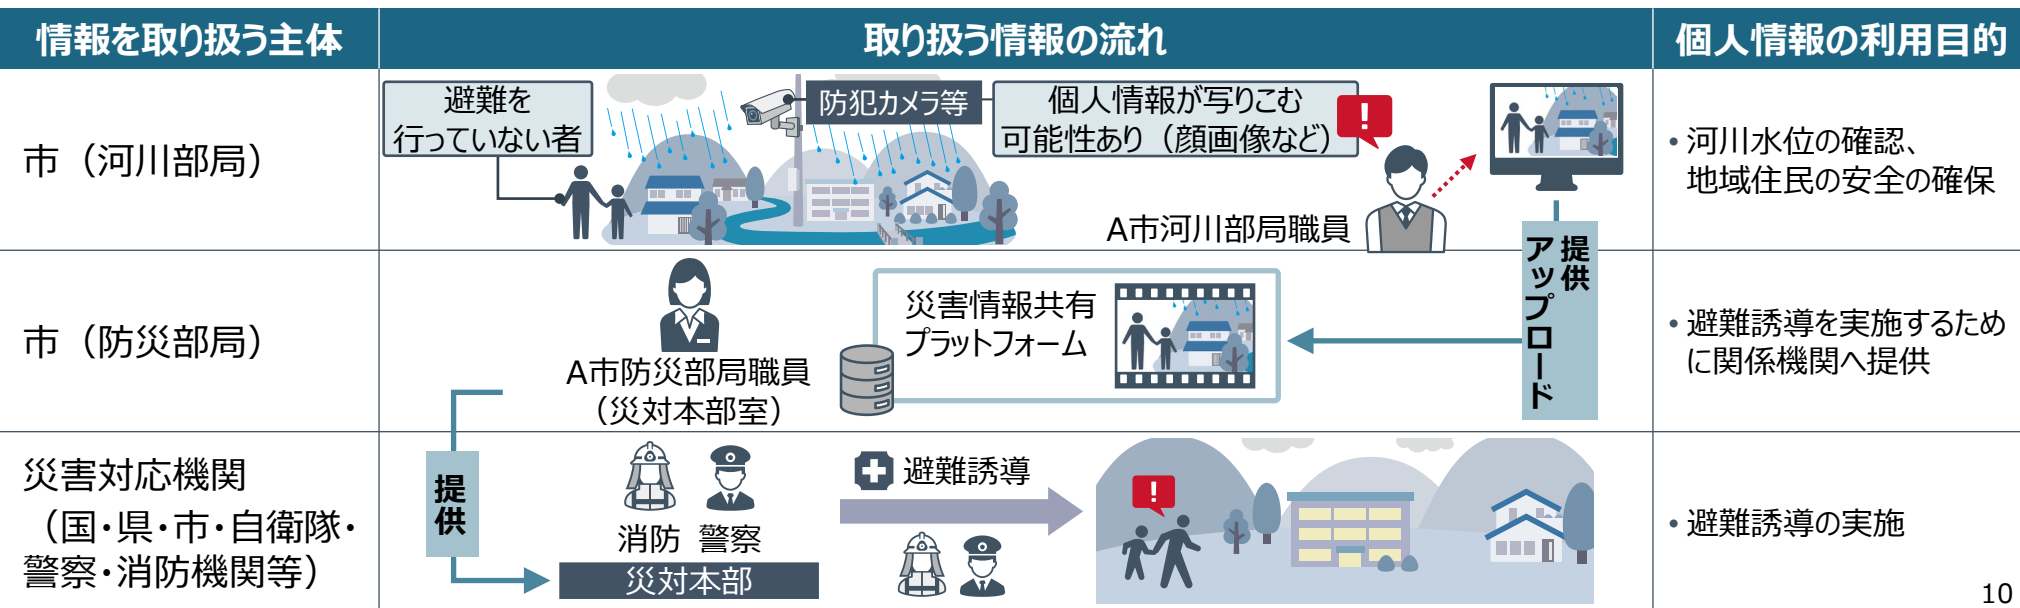 情報を取り扱う主体
取り扱う情報の流れ
個人情報の利用目的
市（河川部局）
避難を
行っていない者
防犯カメラ等
個人情報が写りこむ
可能性あり（顔画像など）
!
A市河川部局職員
• 河川水位の確認、
地域住民の安全の確保
提供
アップロード
市（防災部局）
A市防災部局職員
（災対本部室）
災害情報共有
プラットフォーム
• 避難誘導を実施するため
に関係機関へ提供
災害対応機関
（国・県・市・自衛隊・
警察・消防機関等）
提供
消防 警察
災対本部
避難誘導
!
• 避難誘導の実施
10